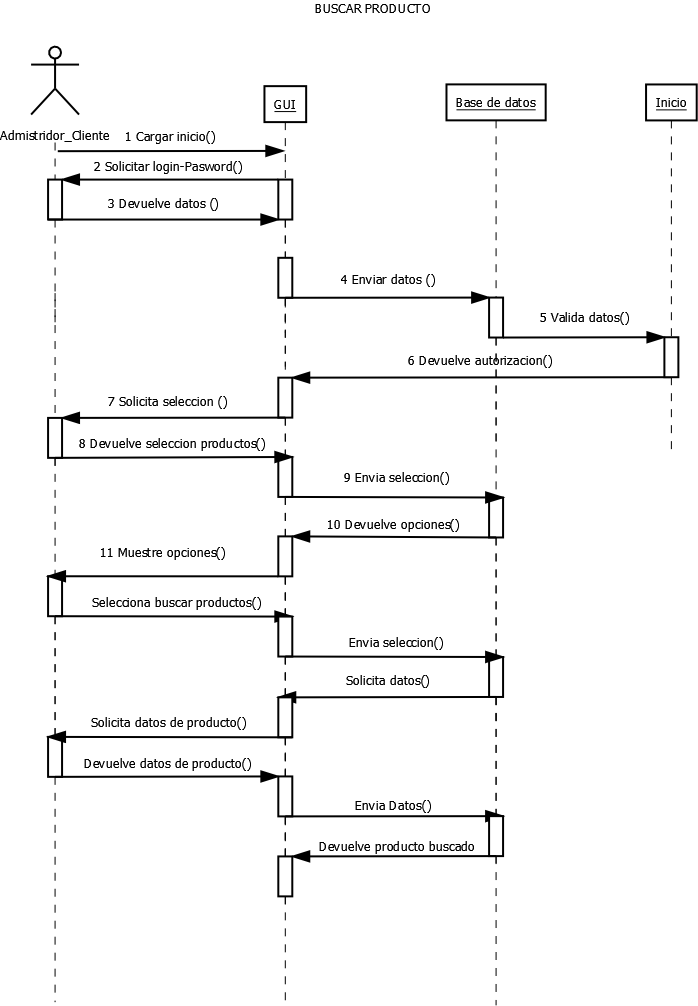 BUSCAR PRODUCTO
GUI
Base de datos
Inicio
Admistridor_Cliente
1 Cargar inicio()
2 Solicitar login-Pasword()
3 Devuelve datos ()
4 Enviar datos ()
5 Valida datos()
6 Devuelve autorizacion()
7 Solicita seleccion ()
8 Devuelve seleccion productos()
9 Envia seleccion()
10 Devuelve opciones()
11 Muestre opciones()
Selecciona buscar productos()
Envia seleccion()
Solicita datos()
Solicita datos de producto()
Devuelve datos de producto()
Envia Datos()
Devuelve producto buscado